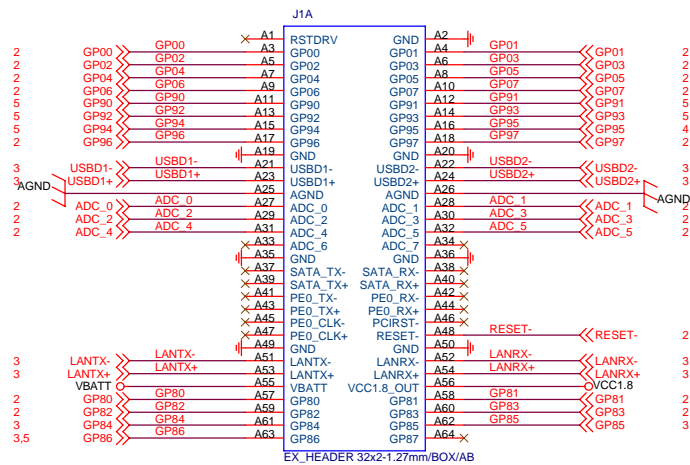 J1A
A1 RSTDRV GND A2
2 GP00 GP00 A3 GP00 GP01 A4 GP01 GP01 2
2 GP02 GP02 A5 GP02 GP03 A6 GP03 GP03 2
2 GP04 GP04 A7 GP04 GP05 A8 GP05 GP05 2
2 GP06 GP06 A9 GP06 GP07 A10 GP07 GP07 2
5 GP90 GP90 A11 GP90 GP91 A12 GP91 GP91 5
5 GP92 GP92 A13 GP92 GP93 A14 GP93 GP93 5
5 GP94 GP94 A15 GP94 GP95 A16 GP95 GP95 4
2 GP96 GP96 A17 GP96 GP97 A18 GP97 GP97 2
A19 GND GND A20
3 USBD1- USBD1- A21 USBD1- USBD2- A22 USBD2- USBD2- 3
3 USBD1+ USBD1+ A23 USBD1+ USBD2+ A24 USBD2+ USBD2+ 3
AGND A25 AGND AGND A26 AGND
2 ADC_0 ADC_0 A27 ADC_0 ADC_1 A28 ADC_1 ADC_1 2
2 ADC_2 ADC_2 A29 ADC_2 ADC_3 A30 ADC_3 ADC_3 2
2 ADC_4 ADC_4 A31 ADC_4 ADC_5 A32 ADC_5 ADC_5 2
A33 ADC_6 ADC_7 A34
A35 GND GND A36
A37 SATA_TX- SATA_RX- A38
A39 SATA_TX+ SATA_RX+ A40
A41 PE0_TX- PE0_RX- A42
A43 PE0_TX+ PE0_RX+ A44
A45 PE0_CLK- PCIRST- A46
A47 PE0_CLK+ RESET- A48 RESET- RESET- 2
A49 GND GND A50
3 LANTX- LANTX- A51 LANTX- LANRX- A52 LANRX- LANRX- 3
3 LANTX+ LANTX+ A53 LANTX+ LANRX+ A54 LANRX+ LANRX+ 3
VBATT A55 VBATT VCC1.8_OUT A56 VCC1.8
2 GP80 GP80 A57 GP80 GP81 A58 GP81 GP81 2
2 GP82 GP82 A59 GP82 GP83 A60 GP83 GP83 2
3 GP84 GP84 A61 GP84 GP85 A62 GP85 GP85 3
3,5 GP86 GP86 A63 GP86 GP87 A64
EX_HEADER 32x2-1.27mm/BOX/AB